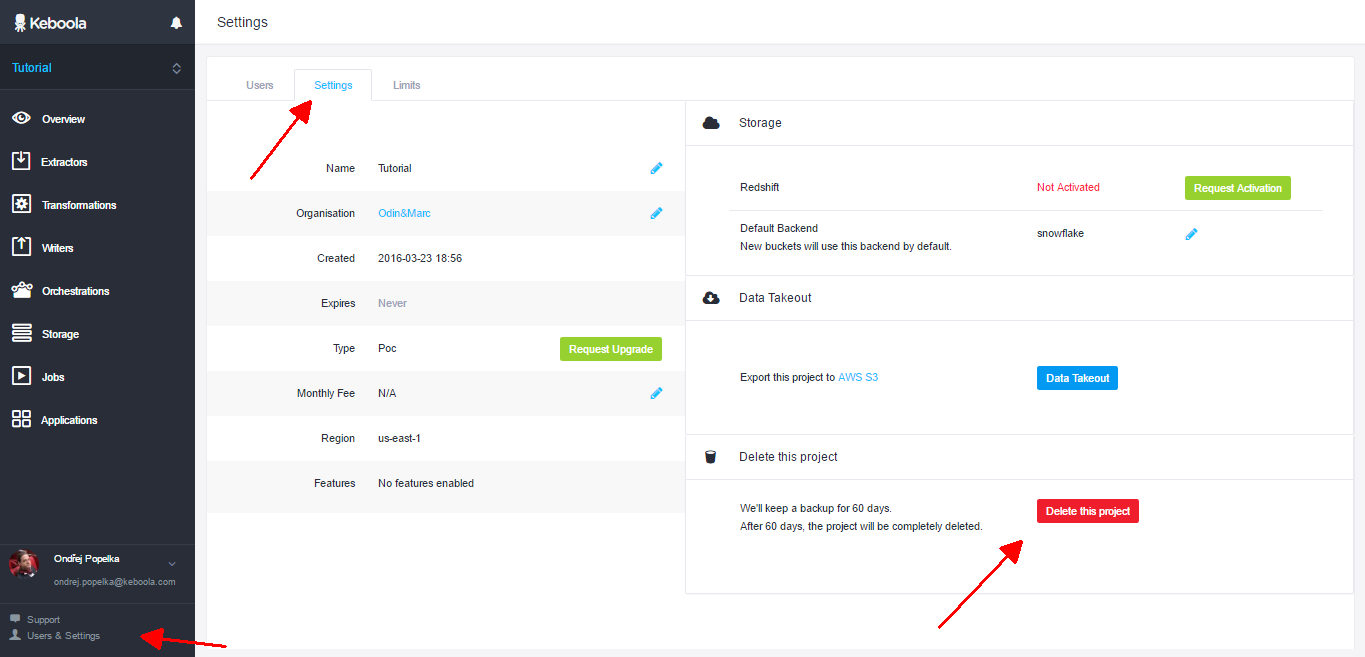 Keboola
Tutorial
Overview
Extractors
Transformations
Writers
Orchestrations
Storage
Jobs
Applications
Ondřej Popelka
ondrej.popelka@keboola.com
Support
Users & Settings
Settings
Users Settings Limits
Name Tutorial
Organisation Odin&Marc
Created 2016-03-23 18:56
Expires Never
Type Poc Request Upgrade
Monthly Fee N/A
Region us-east-1
Features No features enabled
Storage
Redshift Not Activated Request Activation
Default Backend
New buckets will use this backend by default.
snowflake
Data Takeout
Export this project to AWS S3 Data Takeout
Delete this project
We'll keep a backup for 60 days.
After 60 days, the project will be completely deleted.
Delete this project